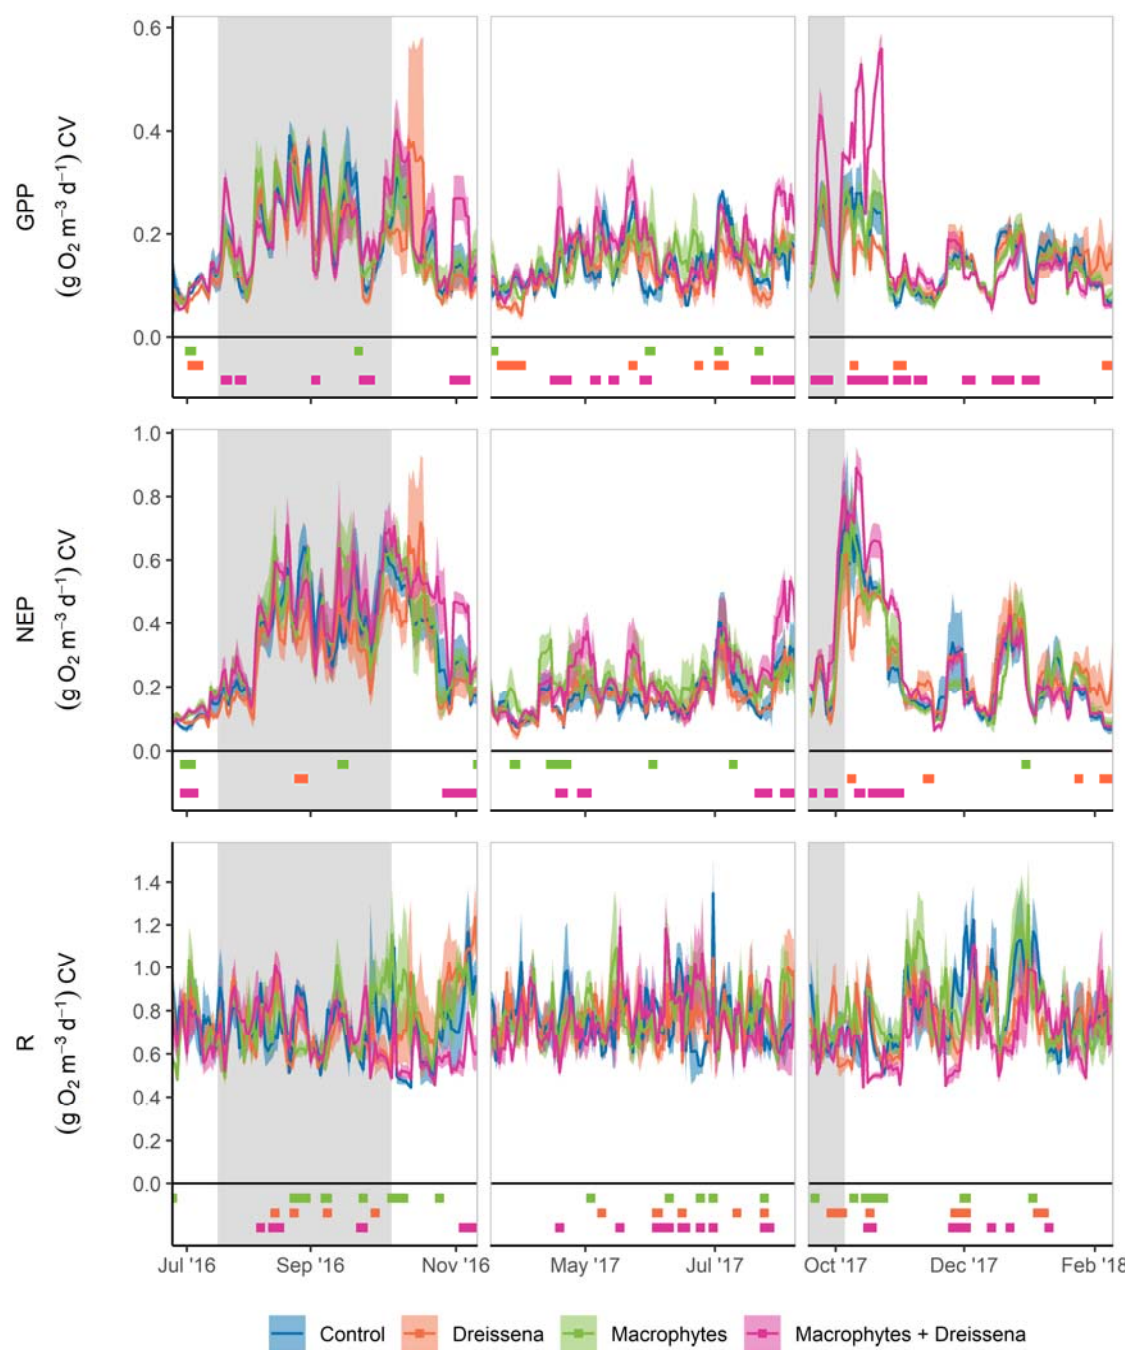 GPP
(g O₂ m⁻³ d⁻¹) CV
0.6
0.4
0.2
0.0
NEP
(g O₂ m⁻³ d⁻¹) CV
1.0
0.8
0.6
0.4
0.2
0.0
R
(g O₂ m⁻³ d⁻¹) CV
1.4
1.2
1.0
0.8
0.6
0.4
0.2
0.0
Jul '16 Sep '16 Nov '16 May '17 Jul '17 Oct '17 Dec '17 Feb '18
Control Dreissena Macrophytes Macrophytes + Dreissena